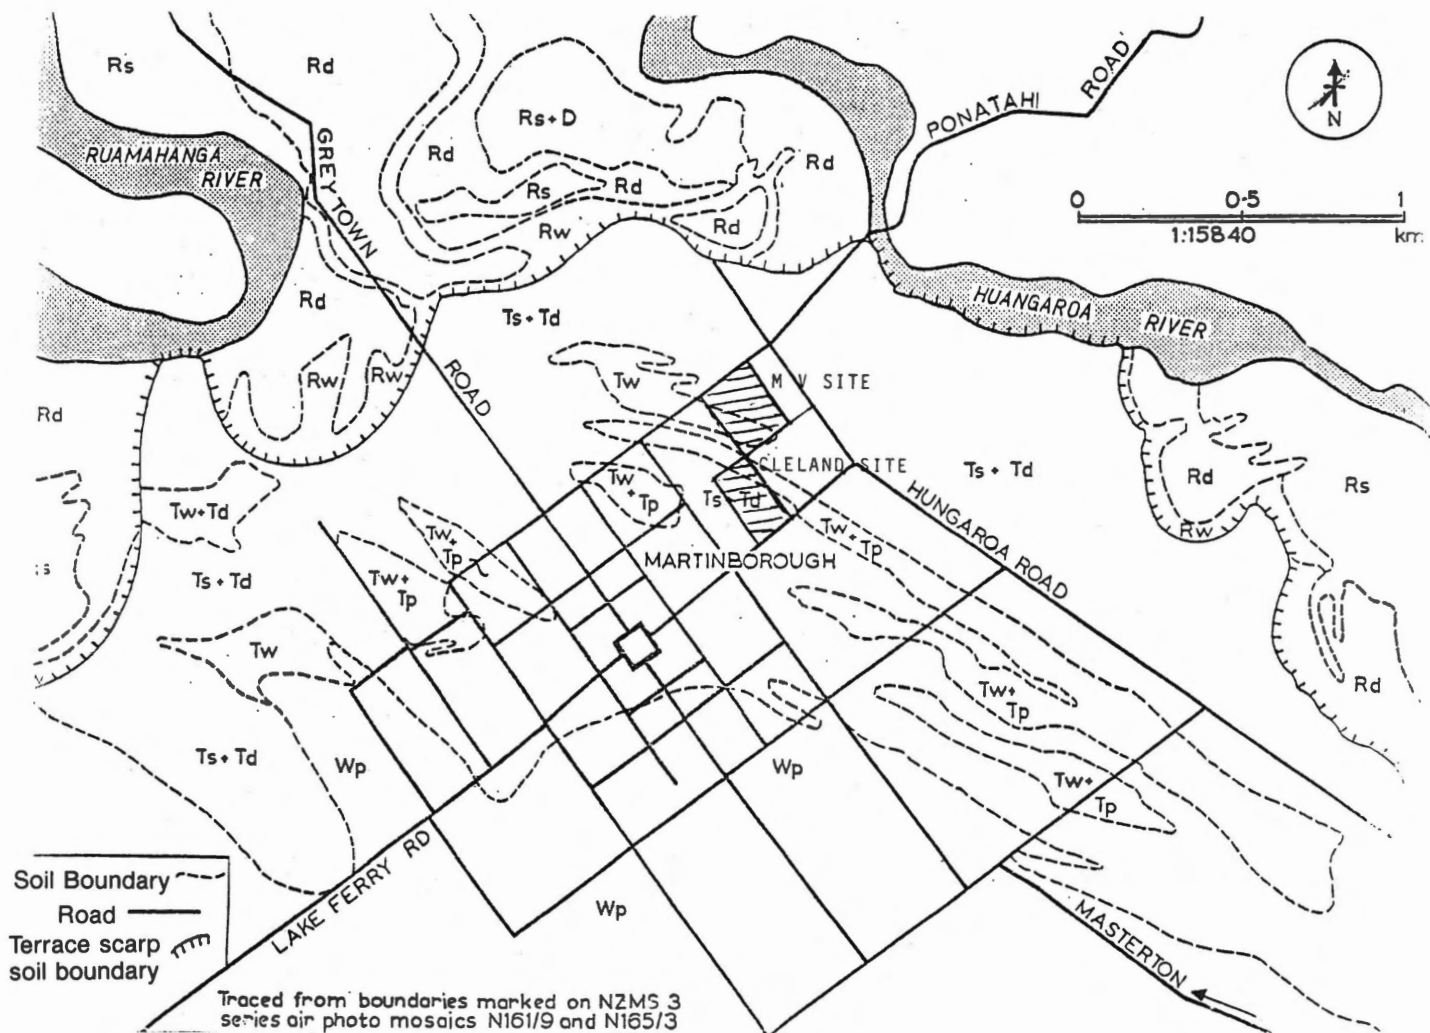 Rs
Rd
Rs+D
Rd
Rd
PONATAHI ROAD
N
RUAMAHANGA
RIVER
GREYTOWN ROAD
Rs
Rd
Rw
Rd
0 0·5 1
1:15840 km
HUANGAROA RIVER
Rd
Ts+Td
Rw
Rw
Tw
M V SITE
Rd
CLELAND SITE
Ts+Td
Rd
Rs
Tw+Td
Tw
+
Tp
Ts Td
Rw
HUNGAROA ROAD
Tw+
Tp
Tw+Tp
MARTINBOROUGH
Ts+Td
Tw+
Tp
Tw
Tw+
Tp
Rd
Ts+Td
Wp
Wp
Tw+
Tp
LAKE FERRY RD
Wp
MASTERTON
Soil Boundary
Road
Terrace scarp
soil boundary
Traced from boundaries marked on NZMS 3
series air photo mosaics N161/9 and N165/3